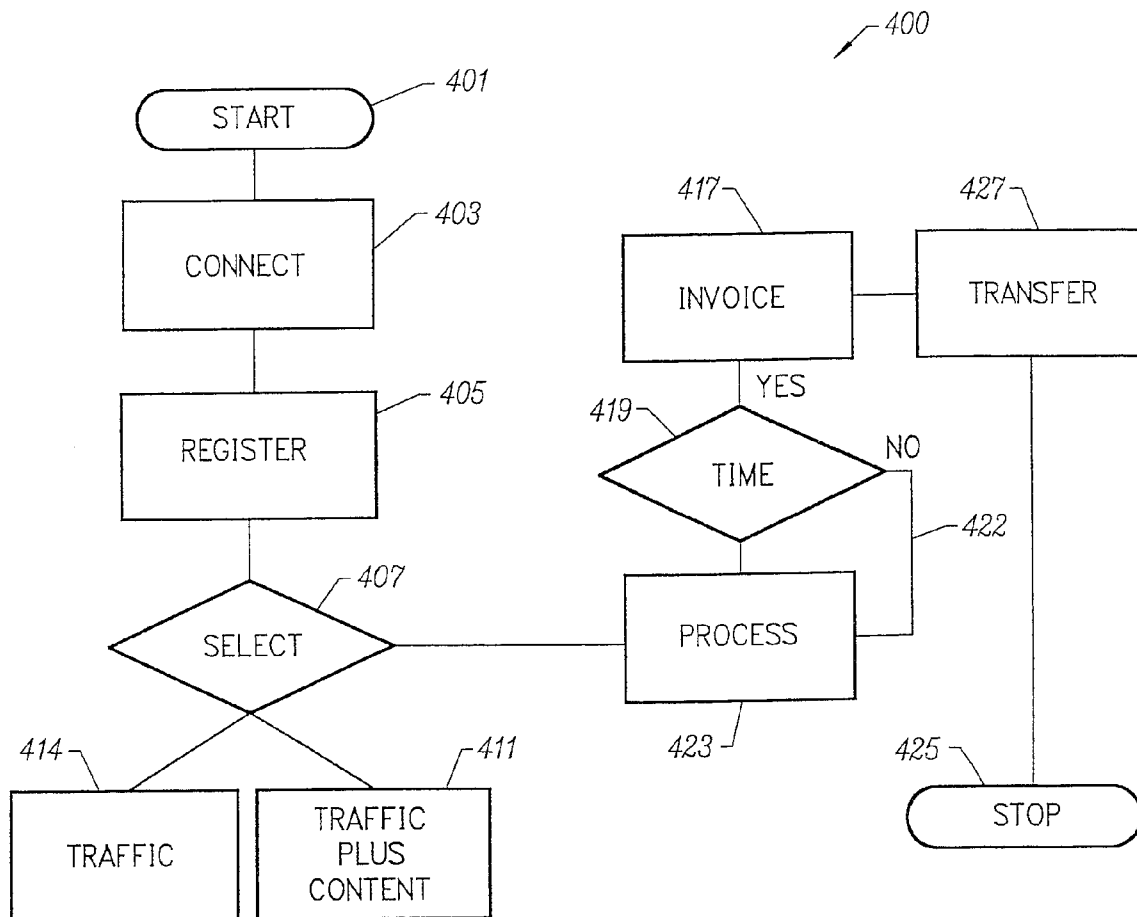 400
401
START
403
CONNECT
405
REGISTER
407
SELECT
414
TRAFFIC
411
TRAFFIC
PLUS
CONTENT
417
INVOICE
427
TRANSFER
YES
419
TIME
NO
422
PROCESS
423
425
STOP